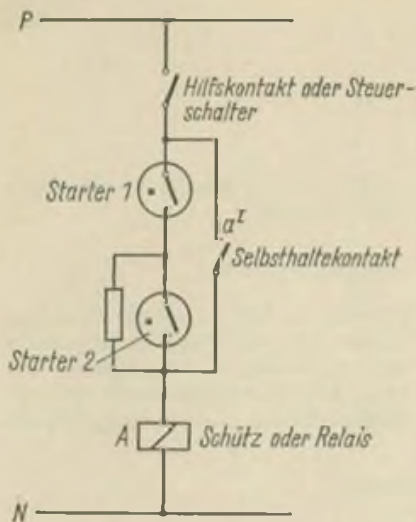 P
Hilfskontakt oder Steuer-
schalter
Starter 1
a^I
Selbsthaltekontakt
Starter 2
A Schütz oder Relais
N